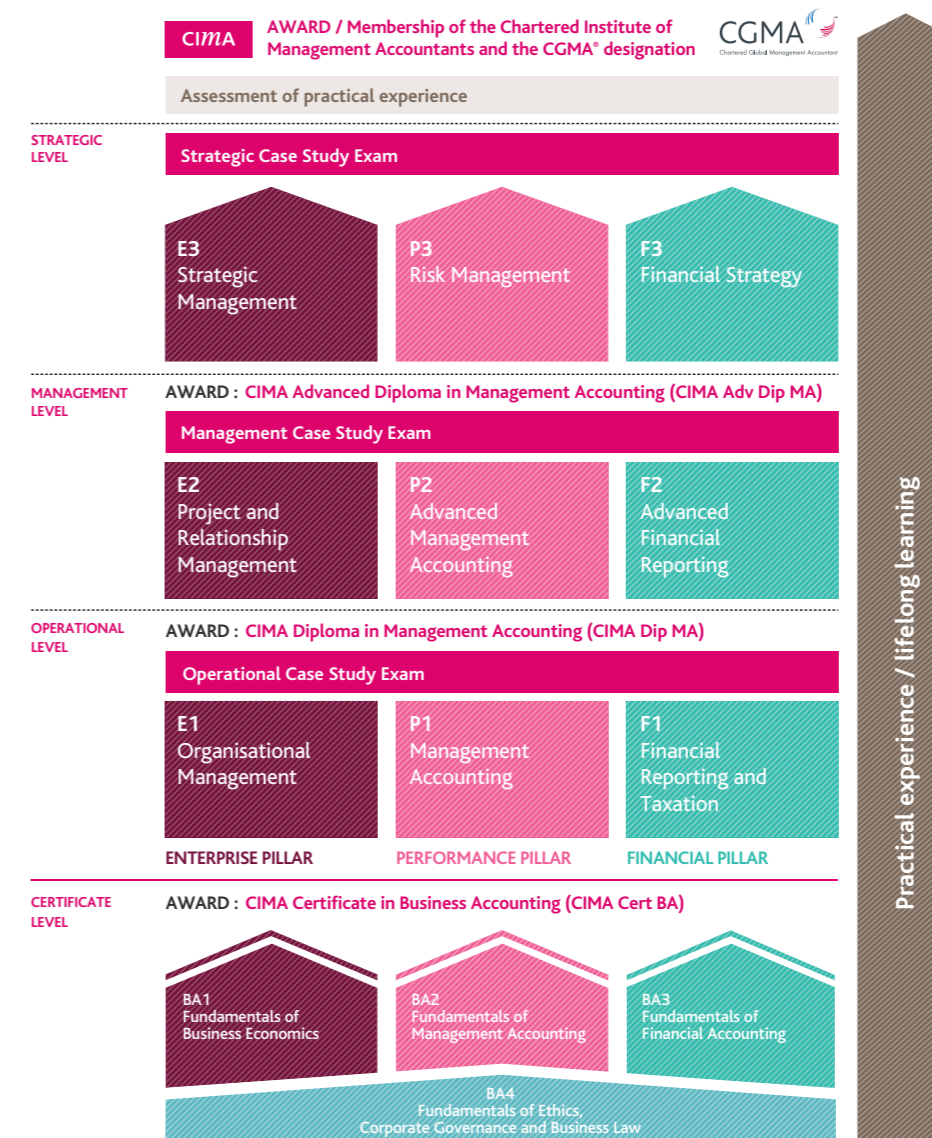 CIMA
AWARD / Membership of the Chartered Institute of
Management Accountants and the CGMA® designation
CGMA
Chartered Global Management Accountant
Assessment of practical experience
STRATEGIC
LEVEL
Strategic Case Study Exam
E3
Strategic
Management
P3
Risk Management
F3
Financial Strategy
MANAGEMENT
LEVEL
AWARD : CIMA Advanced Diploma in Management Accounting (CIMA Adv Dip MA)
Management Case Study Exam
E2
Project and
Relationship
Management
P2
Advanced
Management
Accounting
F2
Advanced
Financial
Reporting
OPERATIONAL
LEVEL
AWARD : CIMA Diploma in Management Accounting (CIMA Dip MA)
Operational Case Study Exam
E1
Organisational
Management
P1
Management
Accounting
F1
Financial
Reporting and
Taxation
ENTERPRISE PILLAR
PERFORMANCE PILLAR
FINANCIAL PILLAR
CERTIFICATE
LEVEL
AWARD : CIMA Certificate in Business Accounting (CIMA Cert BA)
BA1
Fundamentals of
Business Economics
BA2
Fundamentals of
Management Accounting
BA3
Fundamentals of
Financial Accounting
BA4
Fundamentals of Ethics,
Corporate Governance and Business Law
Practical experience / lifelong learning